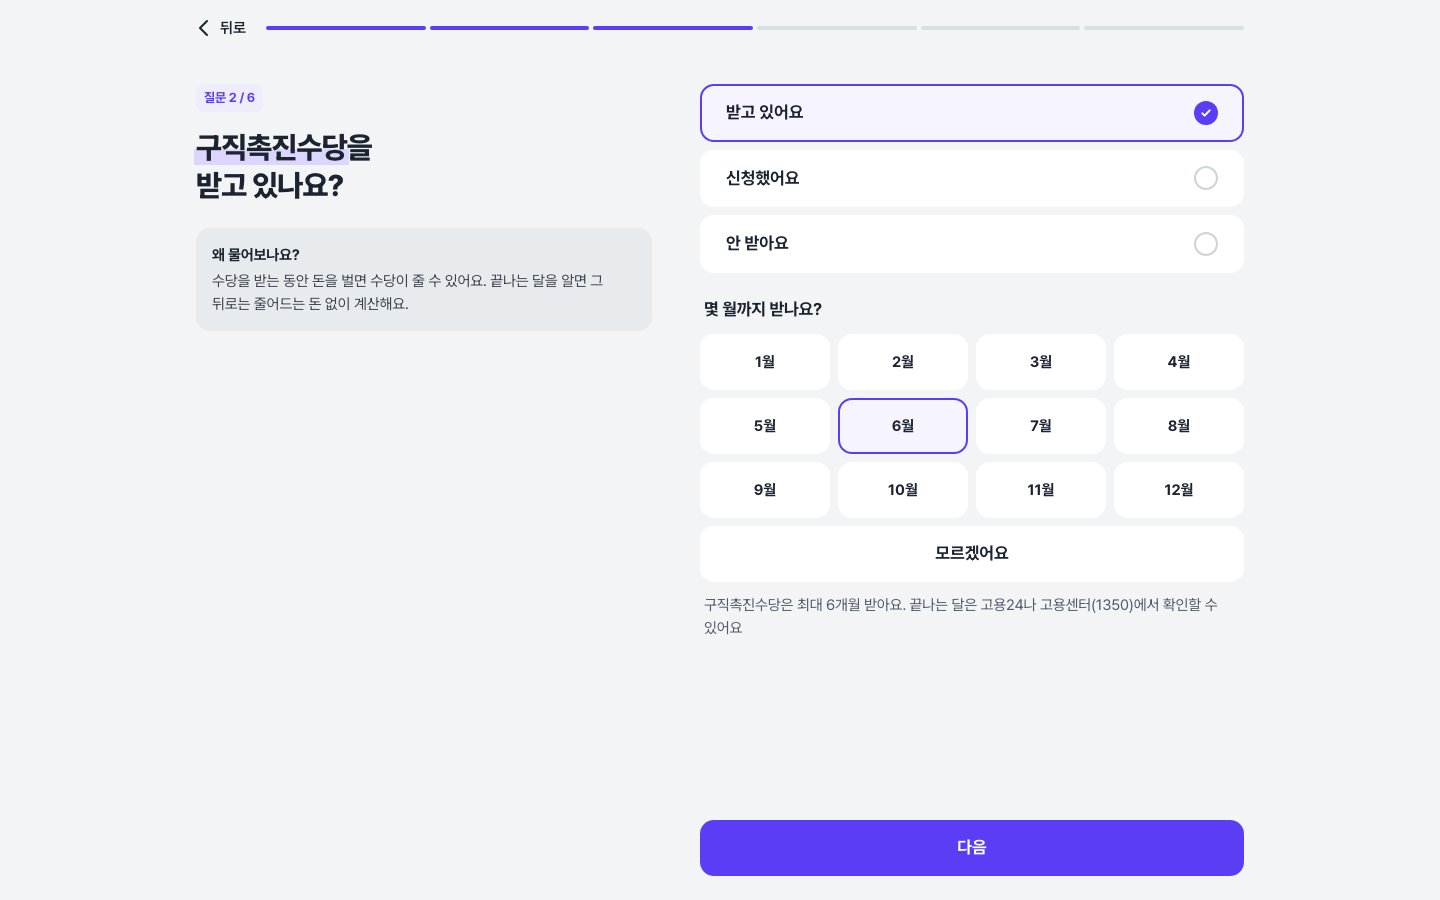 뒤로
질문 2 / 6
구직촉진수당을
받고 있나요?
왜 물어보나요?
수당을 받는 동안 돈을 벌면 수당이 줄 수 있어요. 끝나는 달을 알면 그
뒤로는 줄어드는 돈 없이 계산해요.
받고 있어요
신청했어요
안 받아요
몇 월까지 받나요?
1월 2월 3월 4월
5월 6월 7월 8월
9월 10월 11월 12월
모르겠어요
구직촉진수당은 최대 6개월 받아요. 끝나는 달은 고용24나 고용센터(1350)에서 확인할 수
있어요
다음